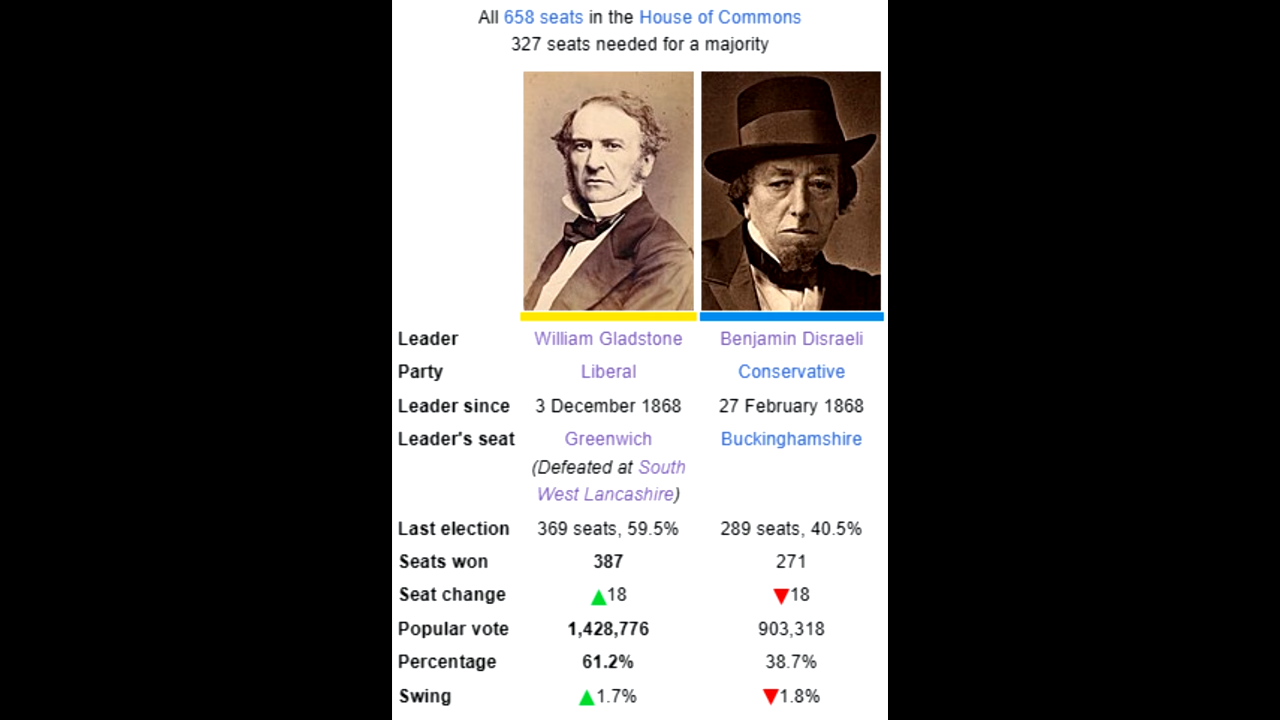 All 658 seats in the House of Commons
327 seats needed for a majority
Leader William Gladstone Benjamin Disraeli
Party Liberal Conservative
Leader since 3 December 1868 27 February 1868
Leader's seat Greenwich Buckinghamshire
(Defeated at South
West Lancashire)
Last election 369 seats, 59.5% 289 seats, 40.5%
Seats won 387 271
Seat change ▲18 ▼18
Popular vote 1,428,776 903,318
Percentage 61.2% 38.7%
Swing ▲1.7% ▼1.8%